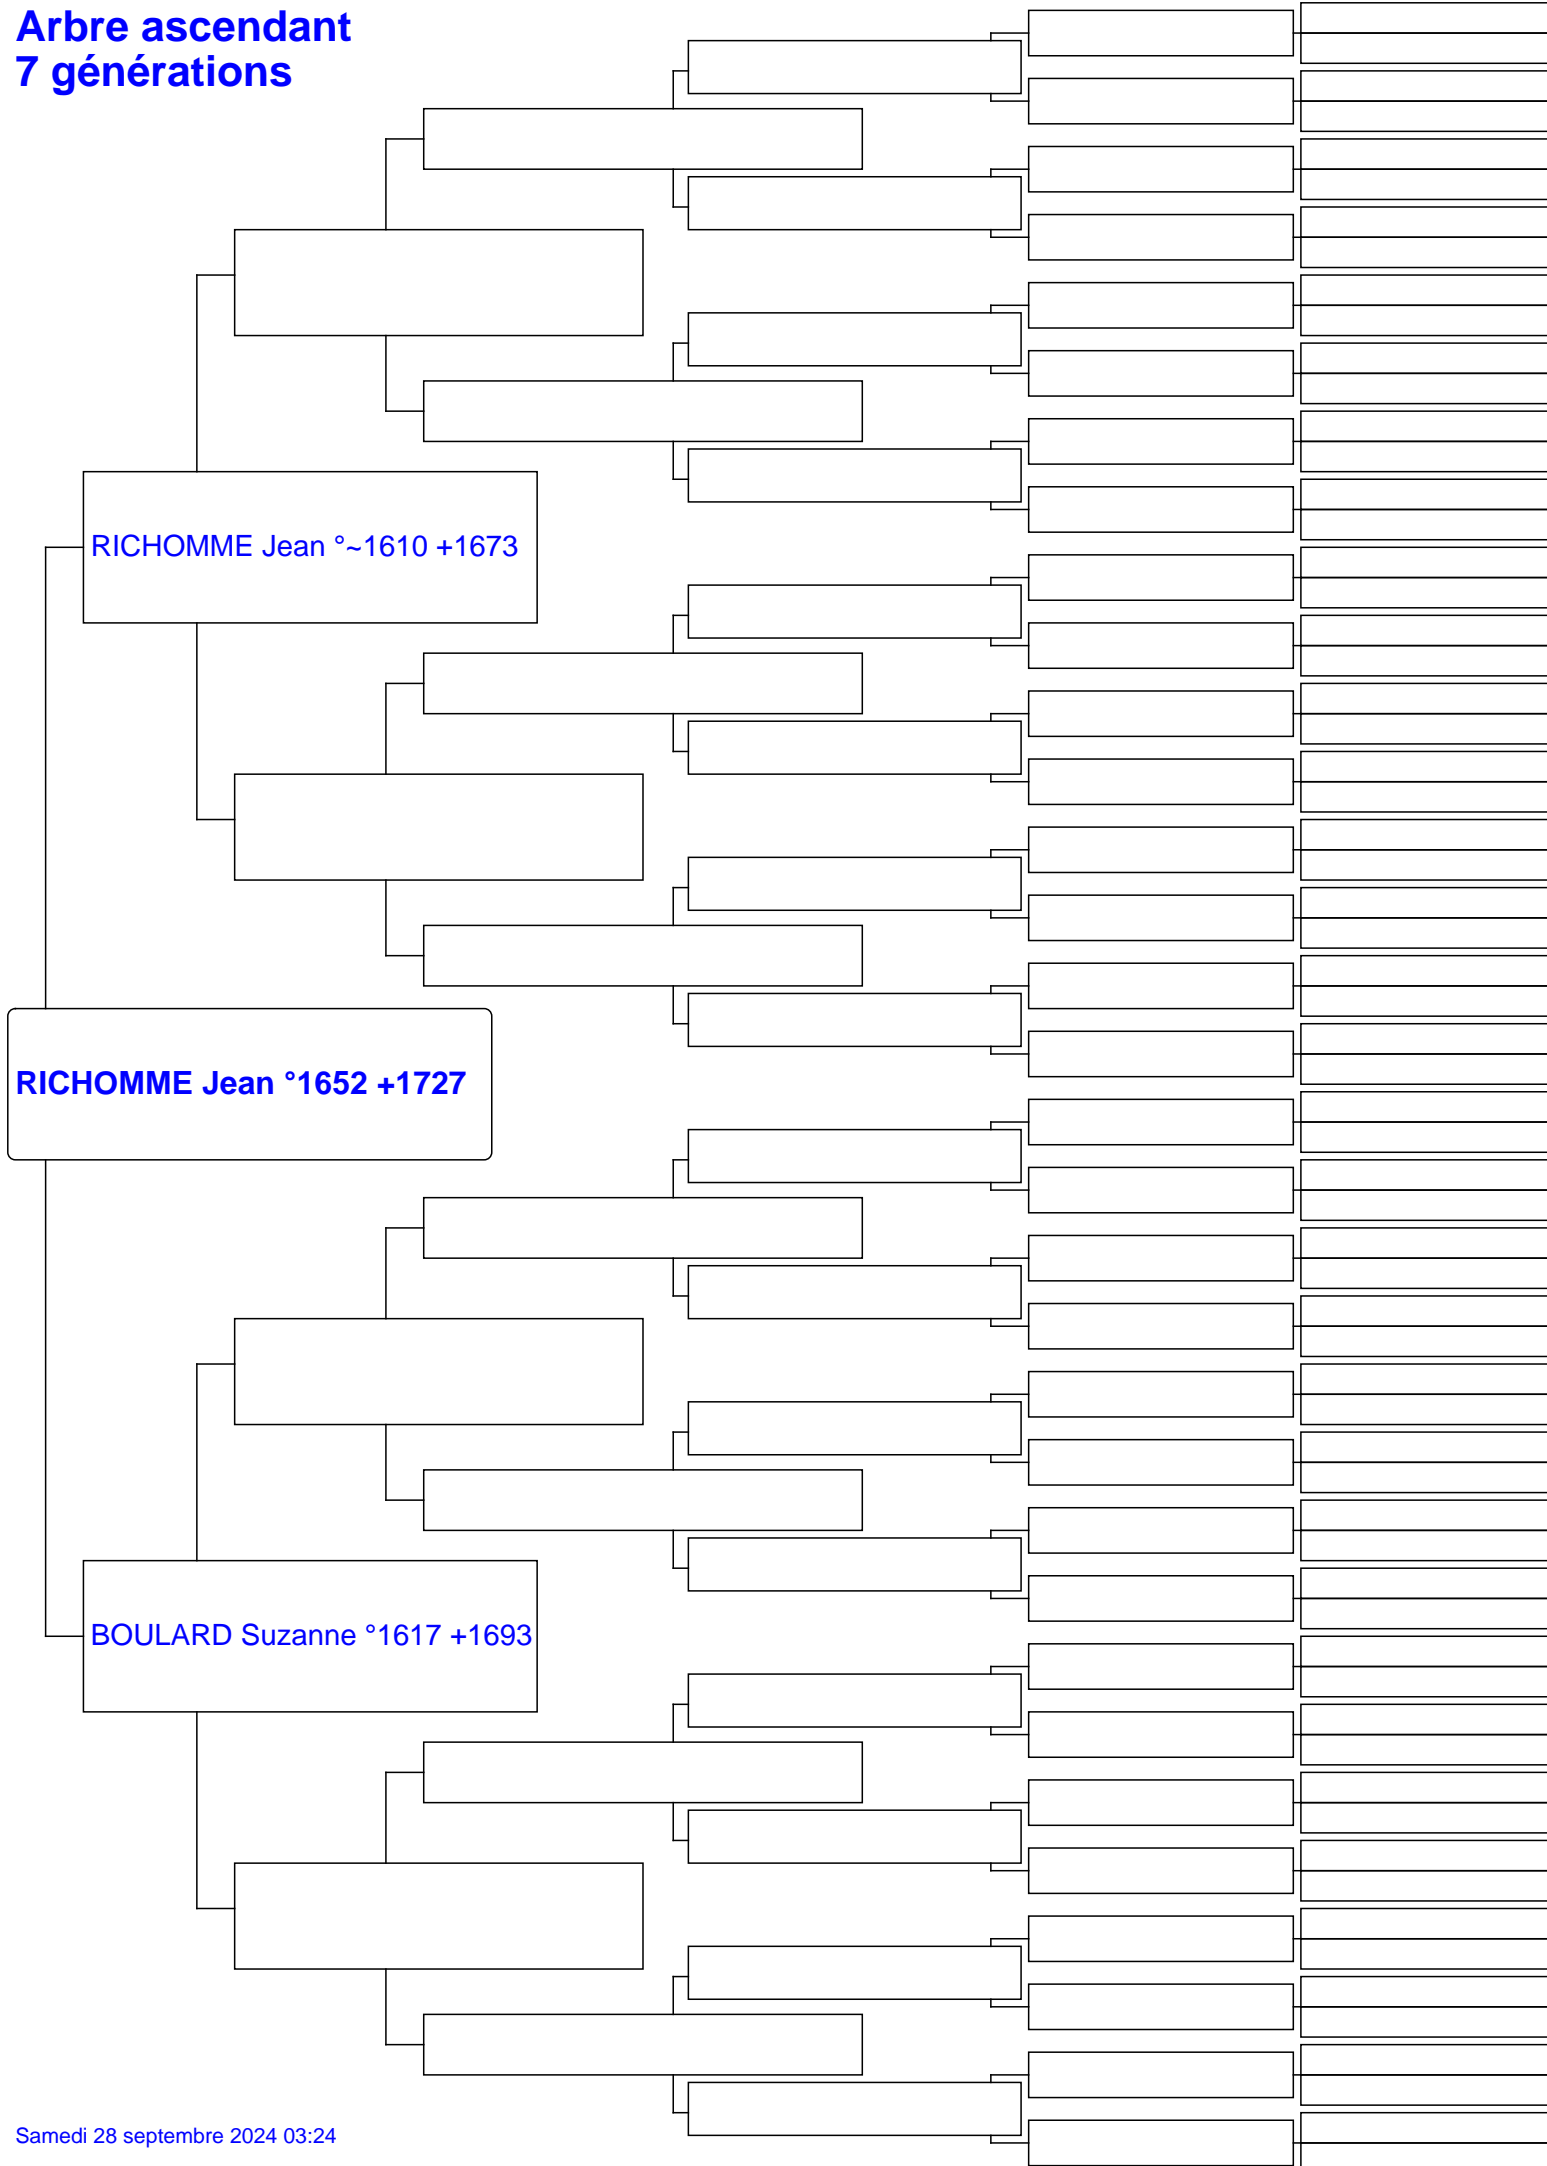 Arbre ascendant
7 générations
RICHOMME Jean °~1610 +1673
RICHOMME Jean °1652 +1727
BOULARD Suzanne °1617 +1693
Samedi 28 septembre 2024 03:24